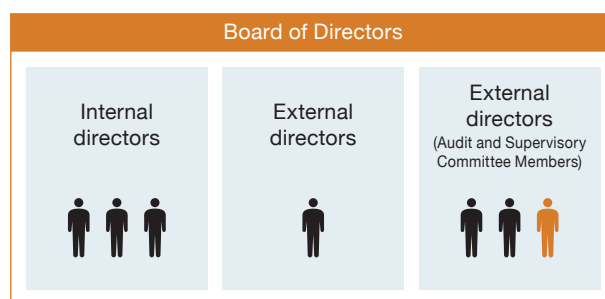 Board of Directors
Internal
directors
External
directors
External
directors
(Audit and Supervisory
Committee Members)